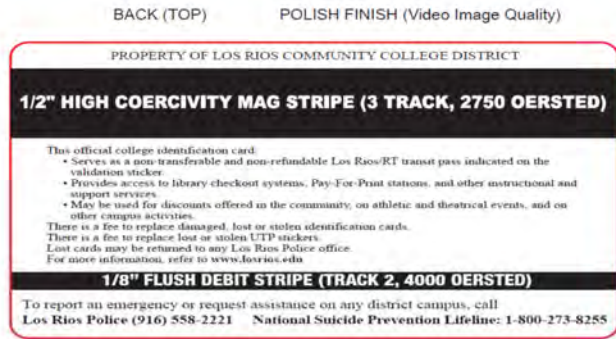 BACK (TOP) POLISH FINISH (Video Image Quality)
PROPERTY OF LOS RIOS COMMUNITY COLLEGE DISTRICT
1/2" HIGH COERCIVITY MAG STRIPE (3 TRACK, 2750 OERSTED)
This official college identification card
• Serves as a non-transferable and non-refundable Los Rios/RT transit pass indicated on the
validation sticker.
• Provides access to library checkout systems, Pay-For-Print stations, and other instructional and
support services.
• May be used for discounts offered in the community, on athletic and theatrical events, and on
other campus activities.
There is a fee to replace damaged, lost or stolen identification cards.
There is a fee to replace lost or stolen UTP stickers.
Lost cards may be returned to any Los Rios Police office.
For more information, refer to www.losrios.edu
1/8" FLUSH DEBIT STRIPE (TRACK 2, 4000 OERSTED)
To report an emergency or request assistance on any district campus, call
Los Rios Police (916) 558-2221 National Suicide Prevention Lifeline: 1-800-273-8255